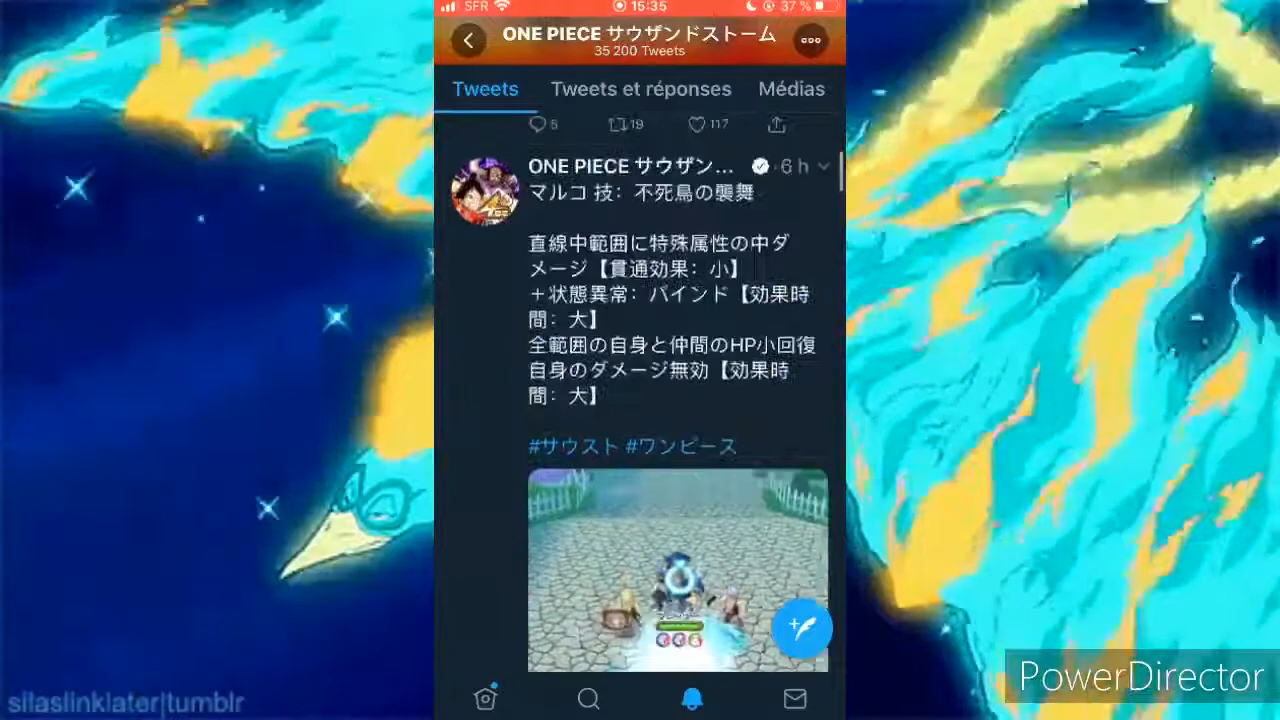 SFR 15:35 37 %
ONE PIECE サウザンドストーム
35 200 Tweets
Tweets Tweets et réponses Médias
5 19 117
ONE PIECE サウザン... · 6 h
マルコ 技：不死鳥の襲舞
直線中範囲に特殊属性の中ダ
メージ【貫通効果：小】
＋状態異常：バインド【効果時
間：大】
全範囲の自身と仲間のHP小回復
自身のダメージ無効【効果時
間：大】
#サウスト #ワンピース
PowerDirector
silaslinklater|tumblr